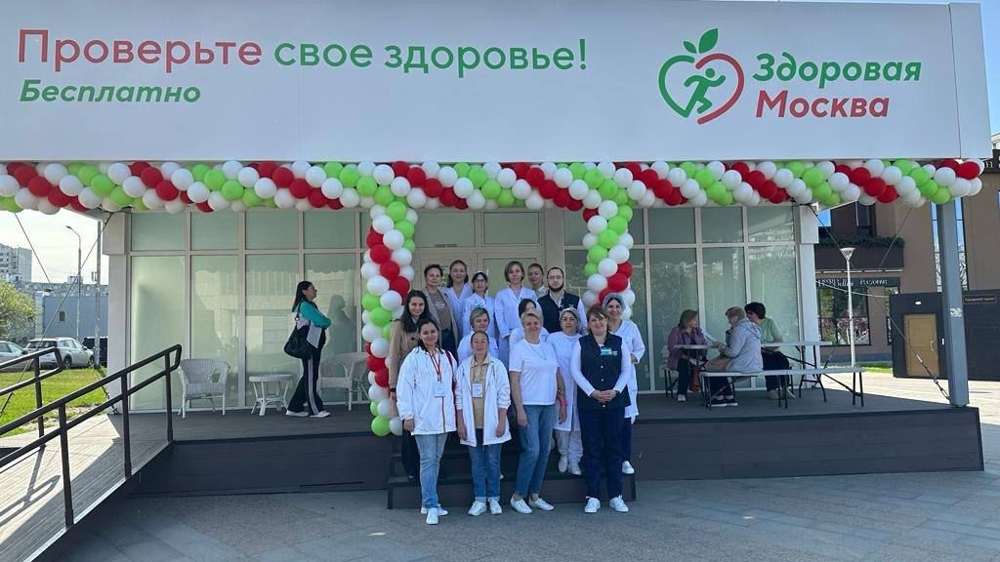 Проверьте свое здоровье!
Бесплатно
Здоровая
Москва